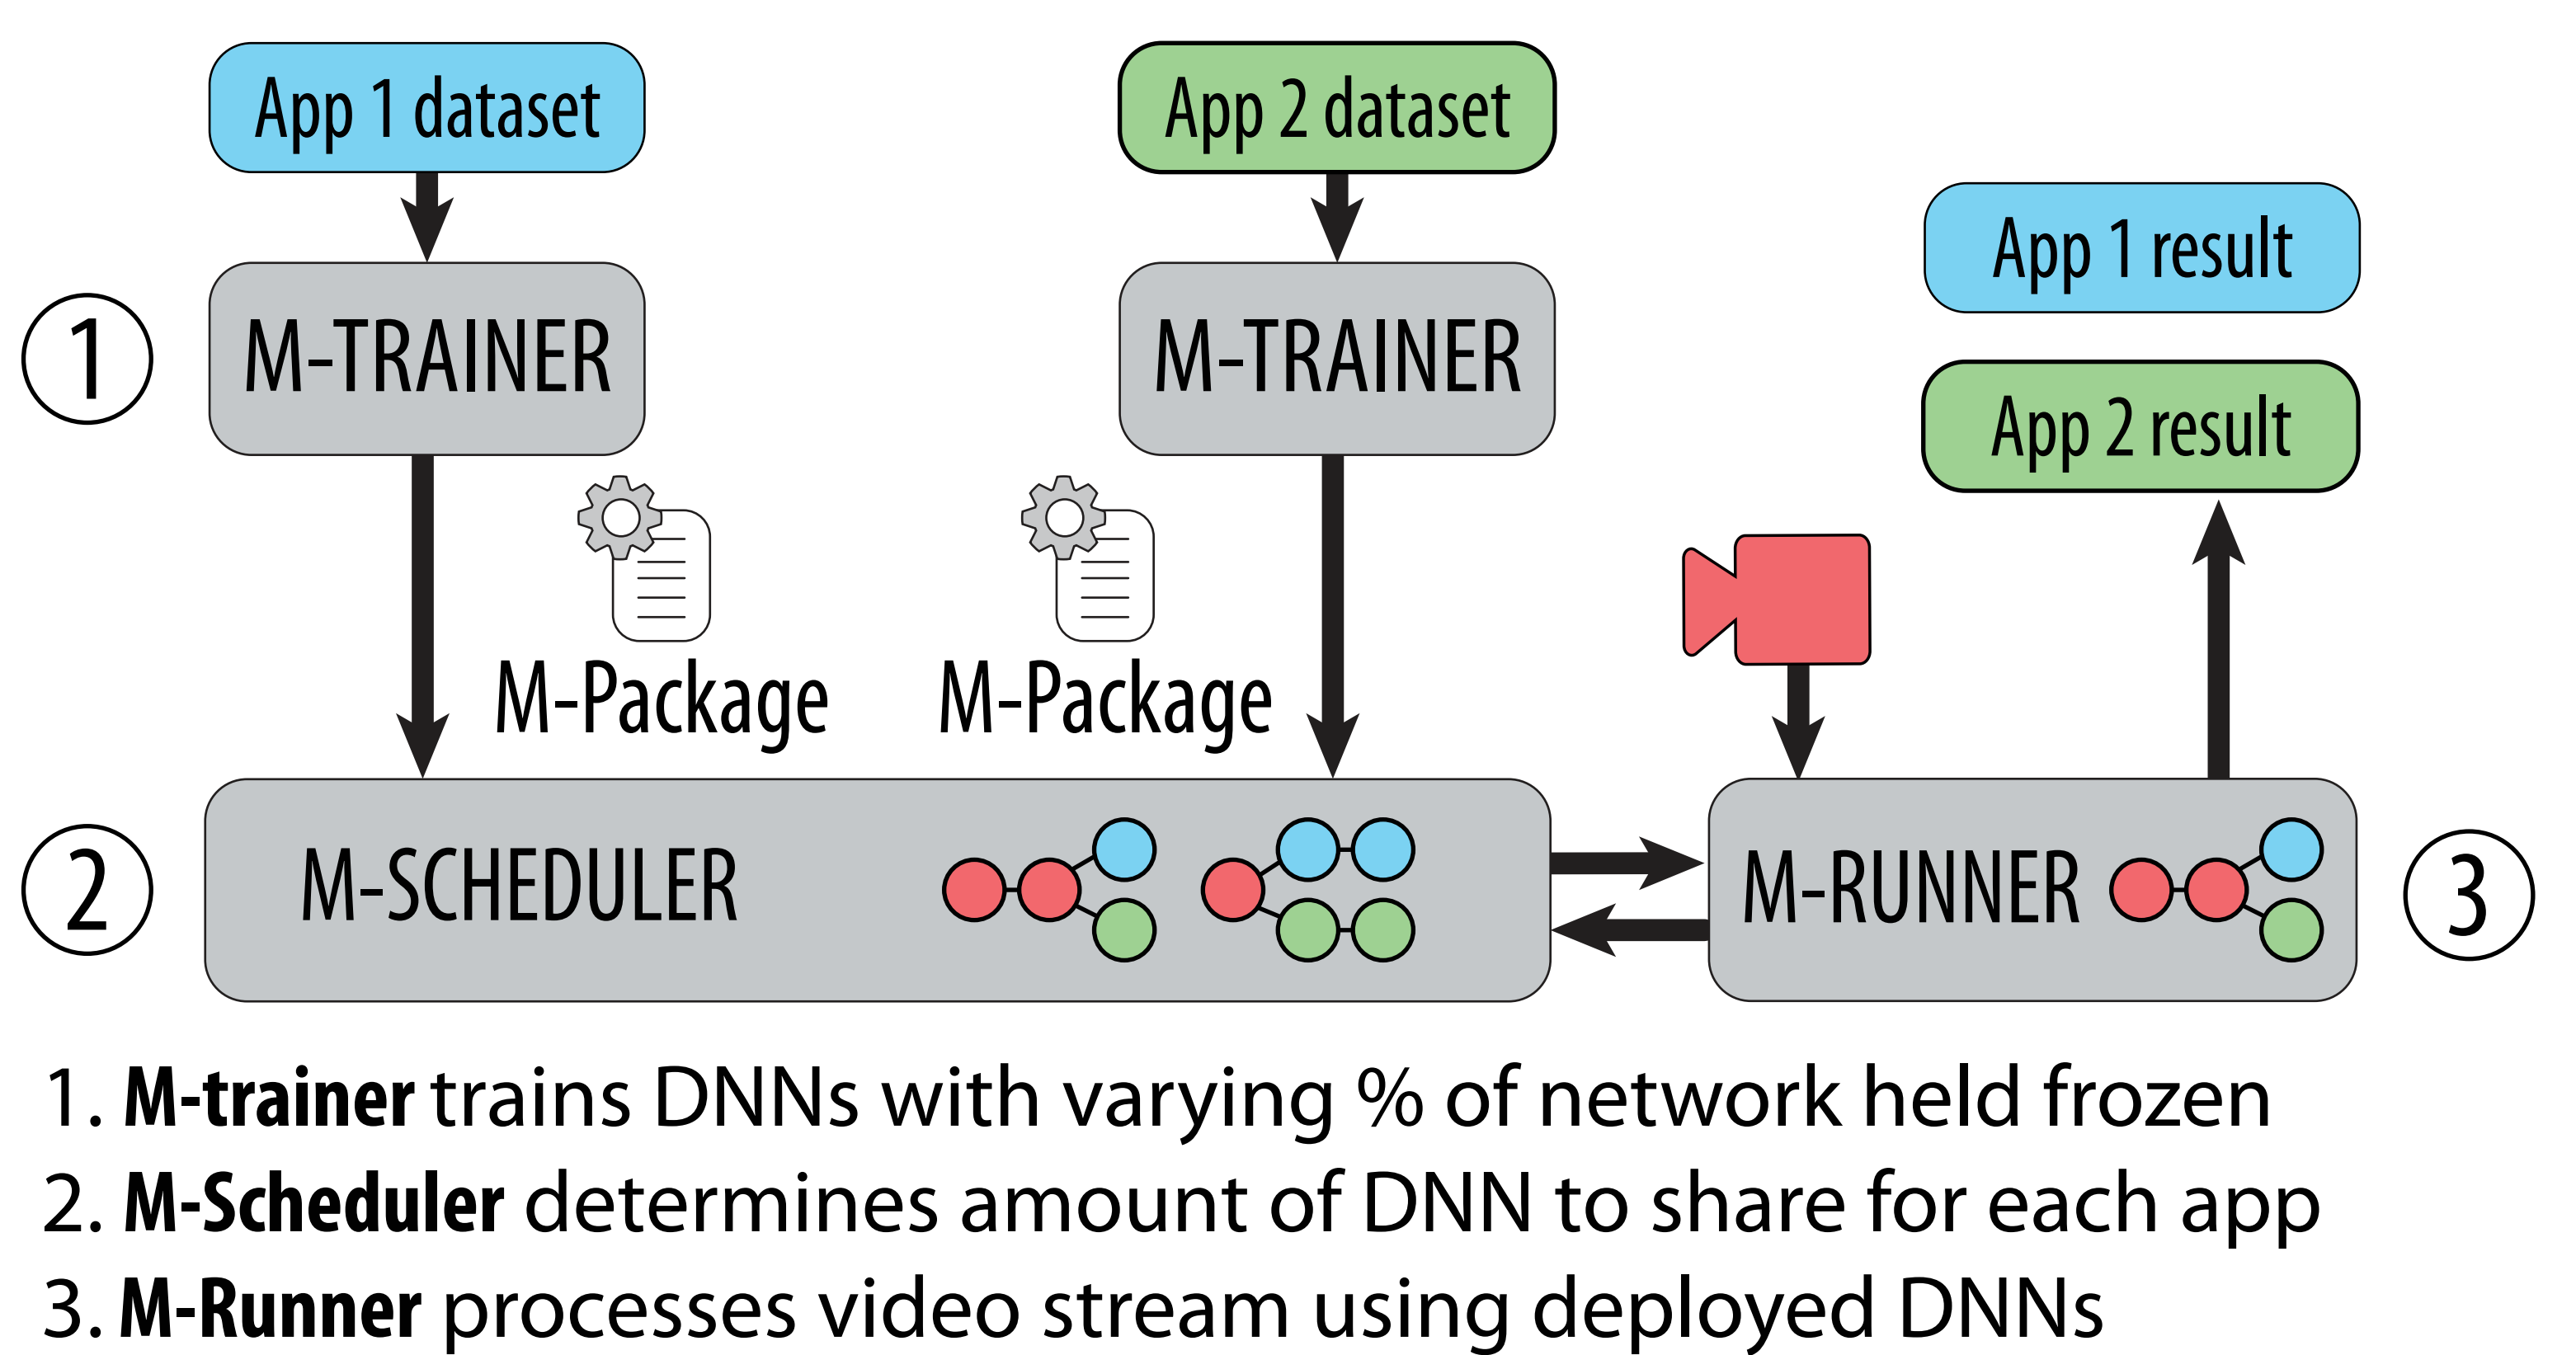 App 1 dataset
App 2 dataset
App 1 result
1
M-TRAINER
M-TRAINER
App 2 result
M-Package
M-Package
2
M-SCHEDULER
M-RUNNER
3
1. M-trainer trains DNNs with varying % of network held frozen
2. M-Scheduler determines amount of DNN to share for each app
3. M-Runner processes video stream using deployed DNNs